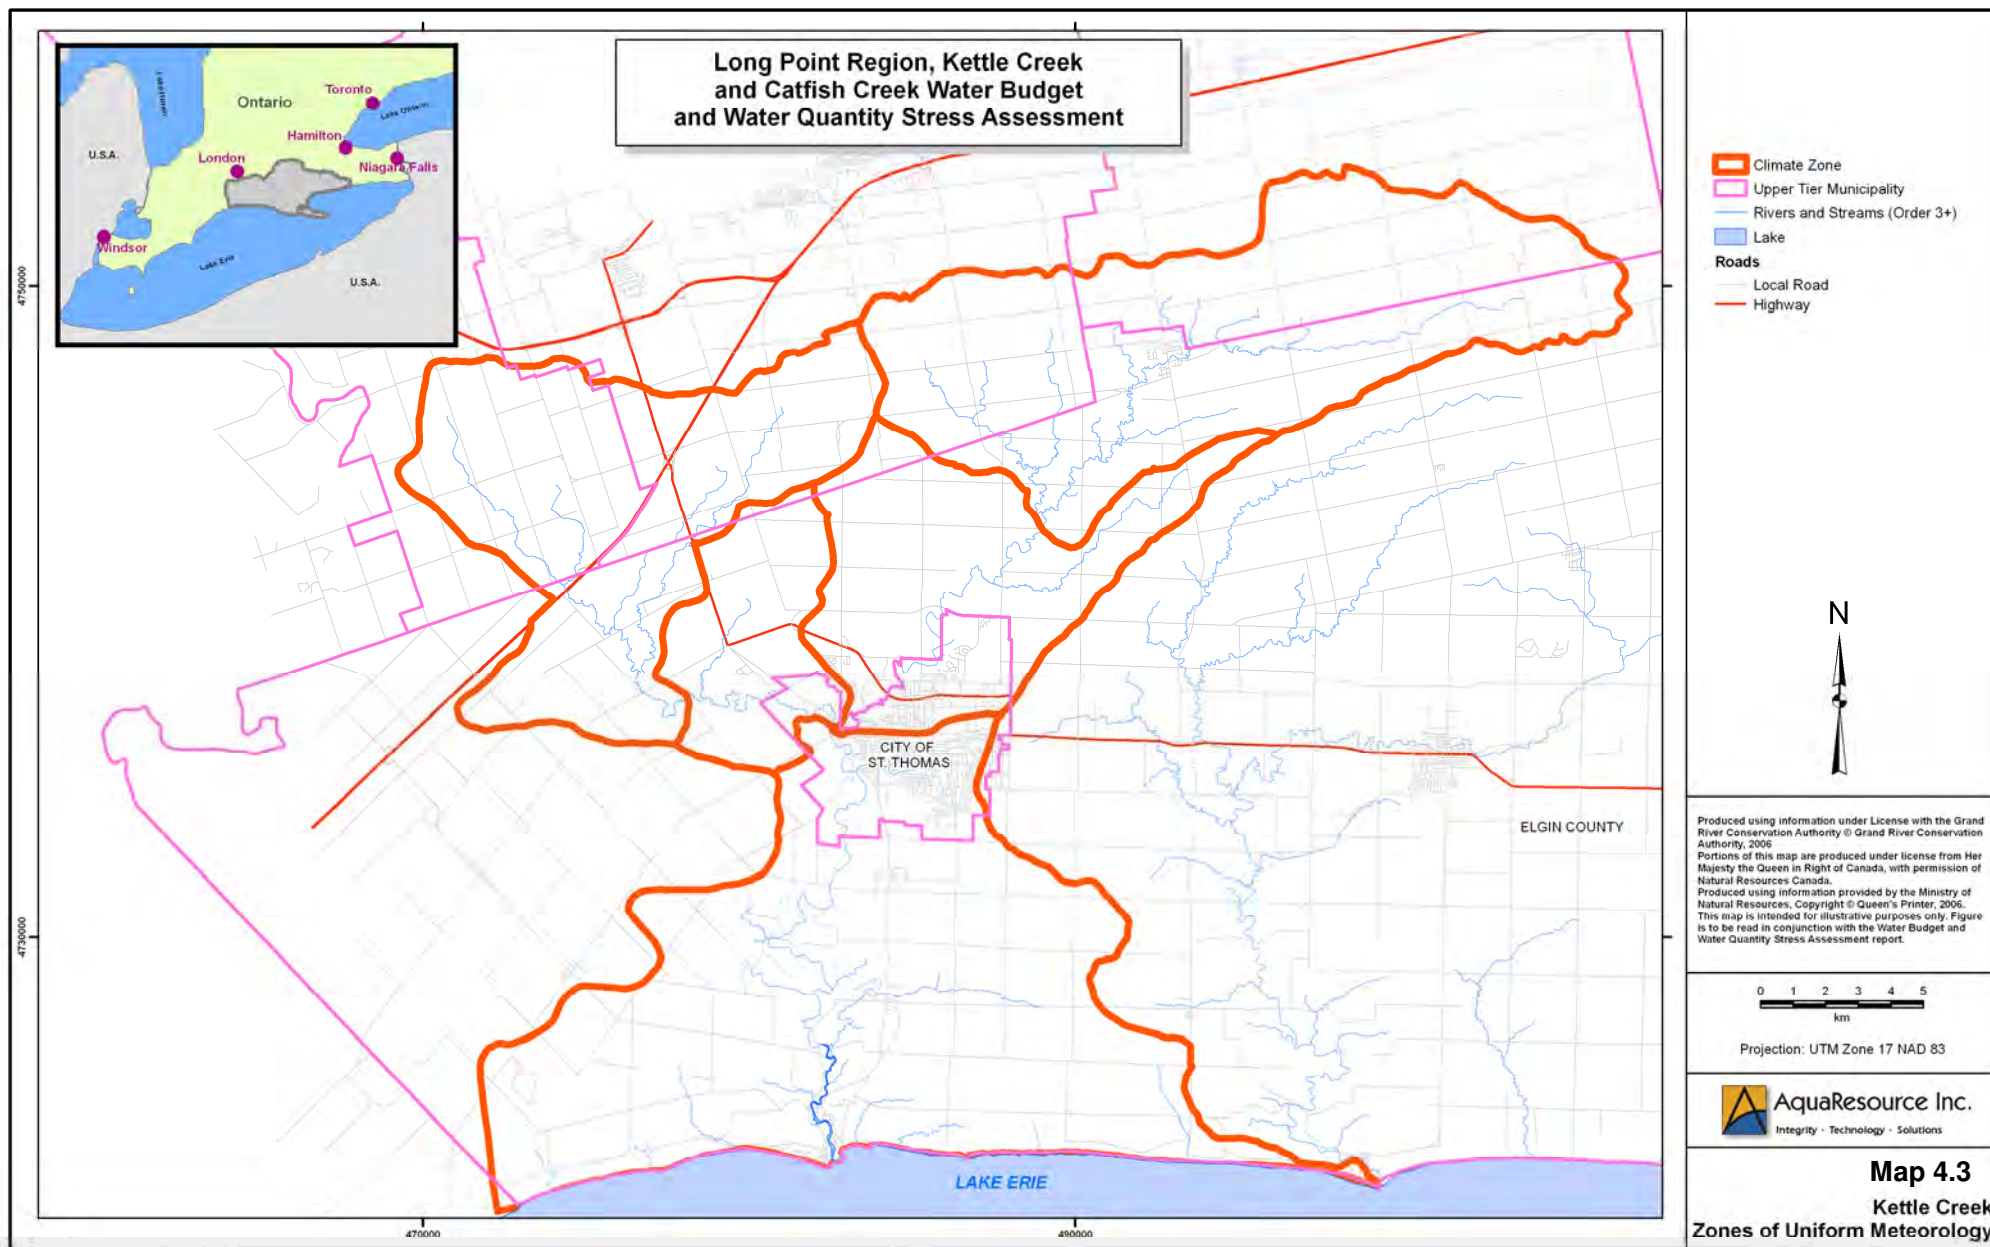 Long Point Region, Kettle Creek
and Catfish Creek Water Budget
and Water Quantity Stress Assessment
Ontario
Toronto
Lake Ontario
Hamilton
U.S.A.
London
Niagara Falls
Windsor
Lake Erie
U.S.A.
4750000
4730000
470000
490000
CITY OF
ST. THOMAS
ELGIN COUNTY
LAKE ERIE
Climate Zone
Upper Tier Municipality
Rivers and Streams (Order 3+)
Lake
Roads
Local Road
Highway
N
Produced using information under License with the Grand
River Conservation Authority © Grand River Conservation
Authority, 2006
Portions of this map are produced under license from Her
Majesty the Queen in Right of Canada, with permission of
Natural Resources Canada.
Produced using information provided by the Ministry of
Natural Resources, Copyright © Queen's Printer, 2006.
This map is intended for illustrative purposes only. Figure
is to be read in conjunction with the Water Budget and
Water Quantity Stress Assessment report.
0 1 2 3 4 5
km
Projection: UTM Zone 17 NAD 83
AquaResource Inc.
Integrity · Technology · Solutions
Map 4.3
Kettle Creek
Zones of Uniform Meteorology